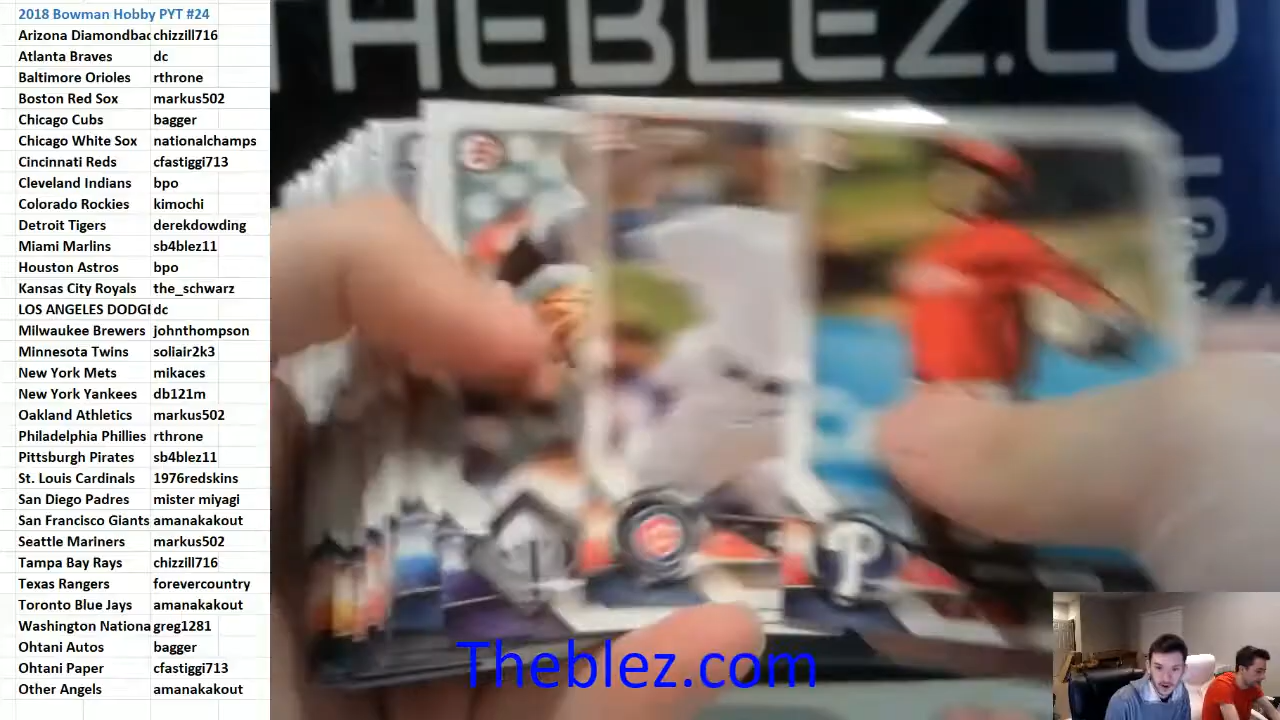 2018 Bowman Hobby PYT #24
Arizona Diamondbac chizzill716
Atlanta Braves dc
Baltimore Orioles rthrone
Boston Red Sox markus502
Chicago Cubs bagger
Chicago White Sox nationalchamps
Cincinnati Reds cfastiggi713
Cleveland Indians bpo
Colorado Rockies kimochi
Detroit Tigers derekdowding
Miami Marlins sb4blez11
Houston Astros bpo
Kansas City Royals the_schwarz
LOS ANGELES DODG dc
Milwaukee Brewers johnthompson
Minnesota Twins soliair2k3
New York Mets mikaces
New York Yankees db121m
Oakland Athletics markus502
Philadelphia Phillies rthrone
Pittsburgh Pirates sb4blez11
St. Louis Cardinals 1976redskins
San Diego Padres mister miyagi
San Francisco Giants amanakakout
Seattle Mariners markus502
Tampa Bay Rays chizzill716
Texas Rangers forevercountry
Toronto Blue Jays amanakakout
Washington Nationa greg1281
Ohtani Autos bagger
Ohtani Paper cfastiggi713
Other Angels amanakakout
THEBLEZ.CO
P
Theblez.com